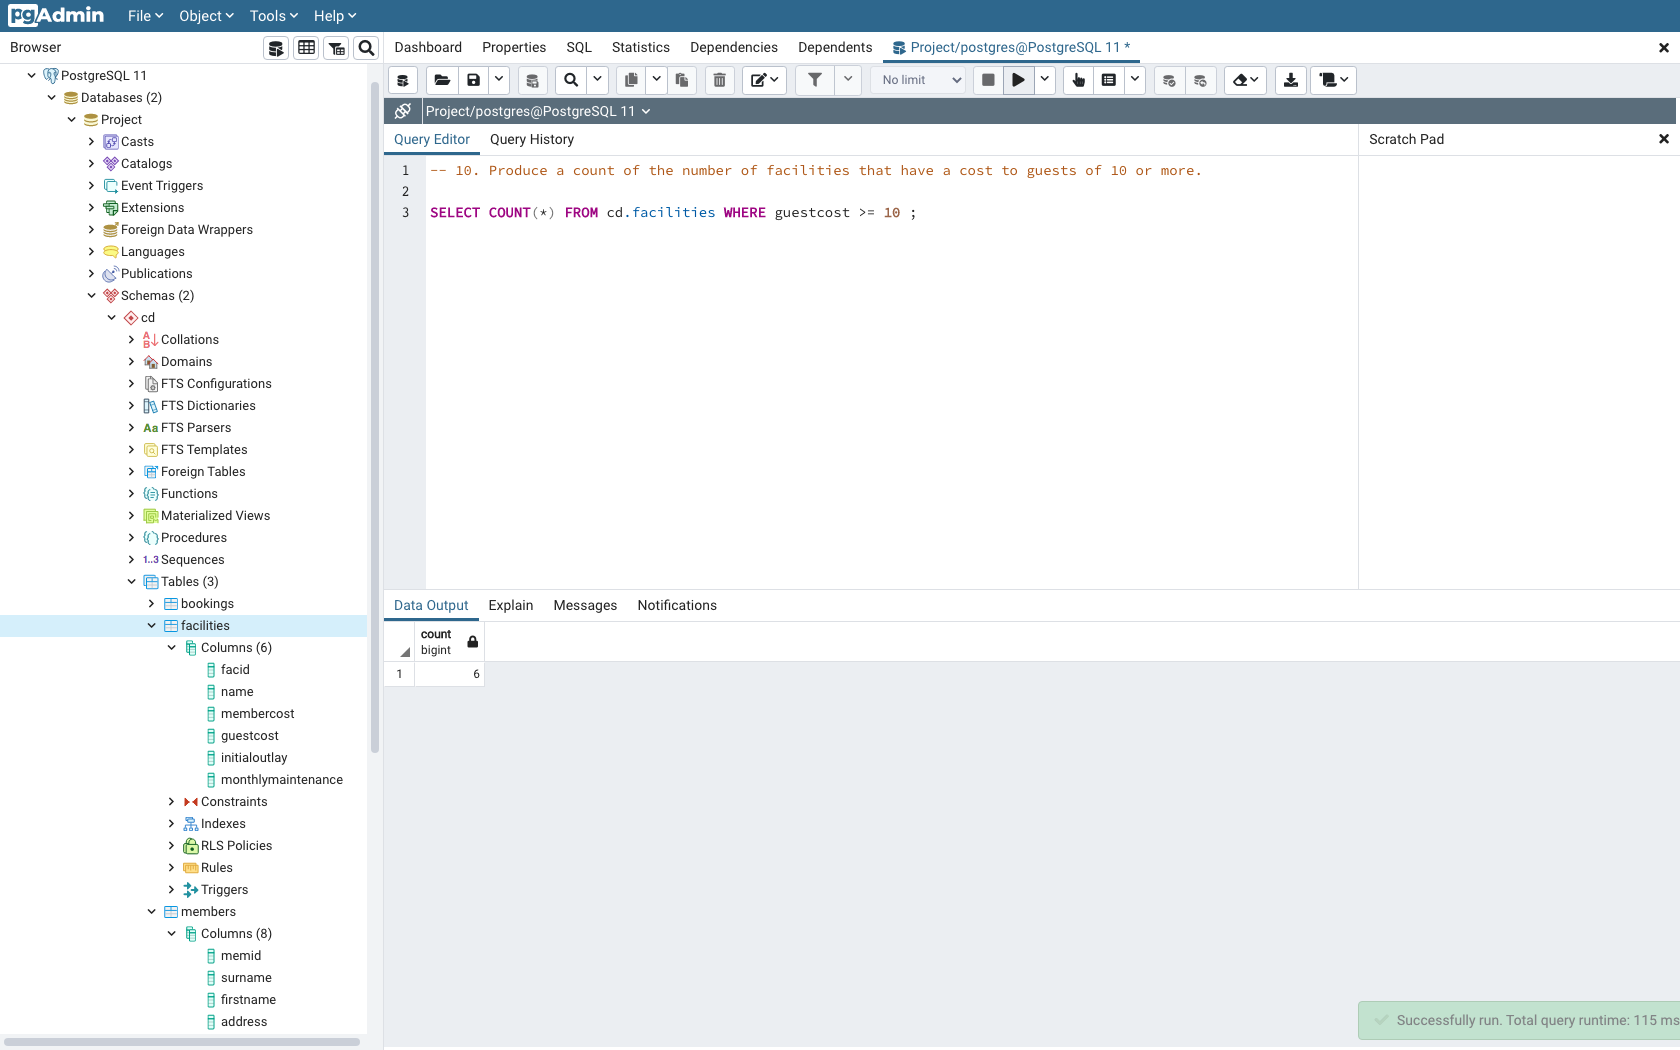 pgAdmin File Object Tools Help
Browser
Dashboard Properties SQL Statistics Dependencies Dependents Project/postgres@PostgreSQL 11 *
No limit
Project/postgres@PostgreSQL 11
Query Editor Query History
Scratch Pad
1 -- 10. Produce a count of the number of facilities that have a cost to guests of 10 or more.
2
3 SELECT COUNT(*) FROM cd.facilities WHERE guestcost >= 10 ;
PostgreSQL 11
Databases (2)
Project
Casts
Catalogs
Event Triggers
Extensions
Foreign Data Wrappers
Languages
Publications
Schemas (2)
cd
Collations
Domains
FTS Configurations
FTS Dictionaries
Aa FTS Parsers
FTS Templates
Foreign Tables
Functions
Materialized Views
Procedures
1..3 Sequences
Tables (3)
bookings
facilities
Columns (6)
facid
name
membercost
guestcost
initialoutlay
monthlymaintenance
Constraints
Indexes
RLS Policies
Rules
Triggers
members
Columns (8)
memid
surname
firstname
address
Data Output Explain Messages Notifications
count
bigint
1 6
Successfully run. Total query runtime: 115 ms